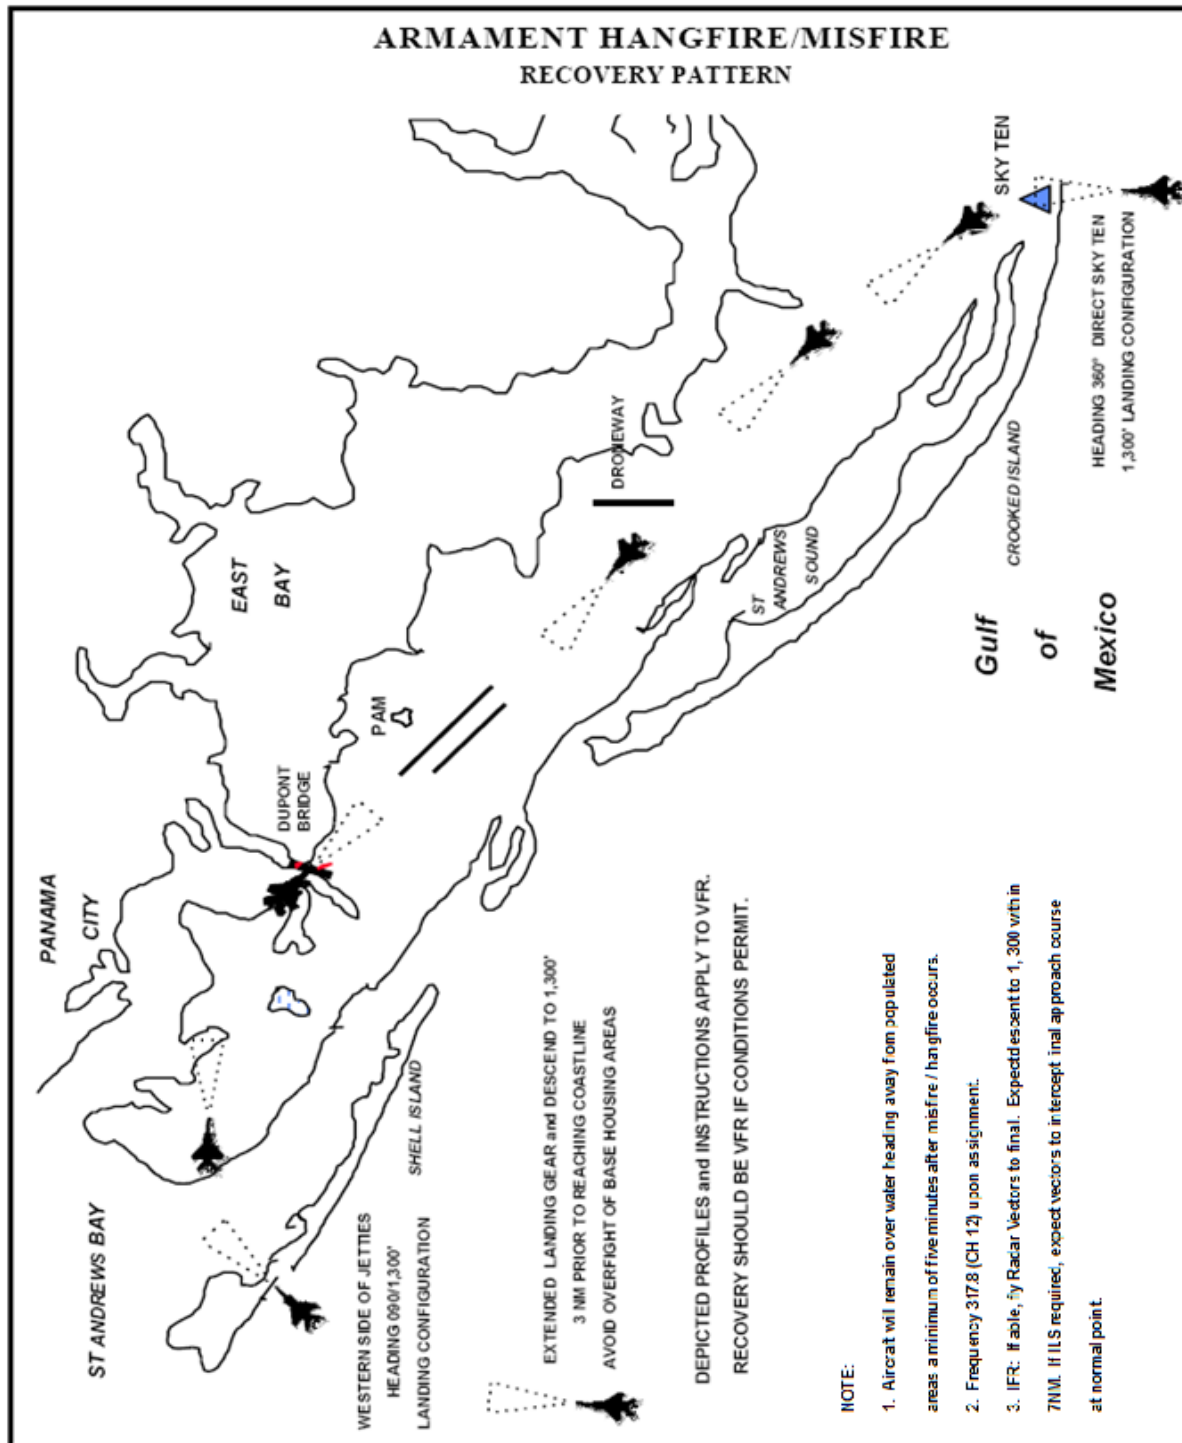 ARMAMENT HANGFIRE/MISFIRE
RECOVERY PATTERN
SKY TEN
HEADING 360° DIRECT SKY TEN
1,300' LANDING CONFIGURATION
DRONEWAY
CROOKED ISLAND
ST
ANDREWS
SOUND
EAST
BAY
Gulf
of
Mexico
PAM
DUPONT
BRIDGE
PANAMA
CITY
SHELL ISLAND
ST ANDREWS BAY
WESTERN SIDE OF JETTIES
HEADING 090/1,300'
LANDING CONFIGURATION
EXTENDED LANDING GEAR and DESCEND TO 1,300'
3 NM PRIOR TO REACHING COASTLINE
AVOID OVERFIGHT OF BASE HOUSING AREAS
DEPICTED PROFILES and INSTRUCTIONS APPLY TO VFR.
RECOVERY SHOULD BE VFR IF CONDITIONS PERMIT.
NOTE:
1. Aircraft will remain over water heading away from populated
areas a minimum of five minutes after misfire / hangfire occurs.
2. Frequency 317.8 (CH 12) upon assignment.
3. IFR: If able, fly Radar Vectors to final. Expect descent to 1, 300 within
7NM. If ILS required, expect vectors to intercept inal approach course
at normal point.